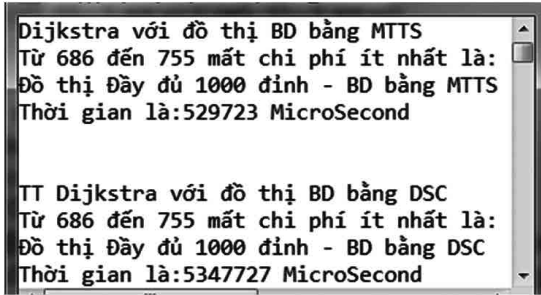 Dijkstra với đồ thị BD bằng MTTS
Từ 686 đến 755 mất chi phí ít nhất là:
Đồ thị Đầy đủ 1000 đỉnh - BD bằng MTTS
Thời gian là:529723 MicroSecond
TT Dijkstra với đồ thị BD bằng DSC
Từ 686 đến 755 mất chi phí ít nhất là:
Đồ thị Đầy đủ 1000 đỉnh - BD bằng DSC
Thời gian là:5347727 MicroSecond